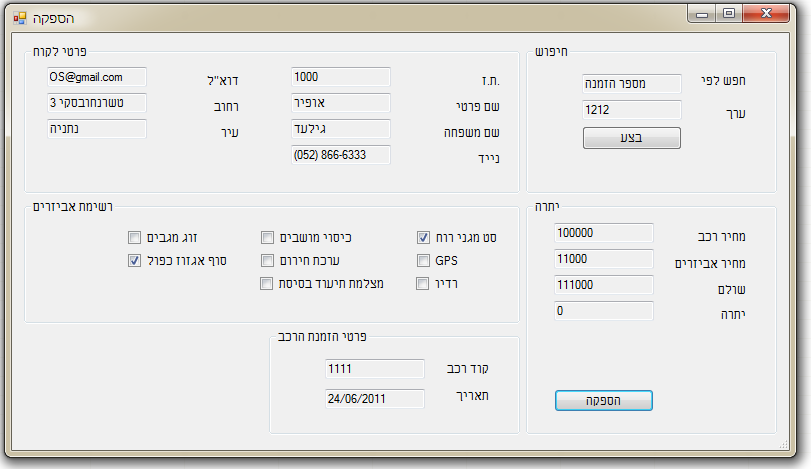 הספקה
חיפוש
חפש לפי מספר הזמנה
ערך 1212
בצע
פרטי לקוח
ת.ז. 1000
שם פרטי אופיר
שם משפחה גילעד
נייד (052) 866-6333
דוא"ל OS@gmail.com
רחוב טשרנחובסקי 3
עיר נתניה
יתרה
מחיר רכב 100000
מחיר אביזרים 11000
שולם 111000
יתרה 0
הספקה
רשימת אביזרים
סט מגני רוח כיסוי מושבים זוג מגבים
GPS ערכת חירום סוף אגזוז כפול
רדיו מצלמת תיעוד בסיסת
פרטי הזמנת הרכב
קוד רכב 1111
תאריך 24/06/2011